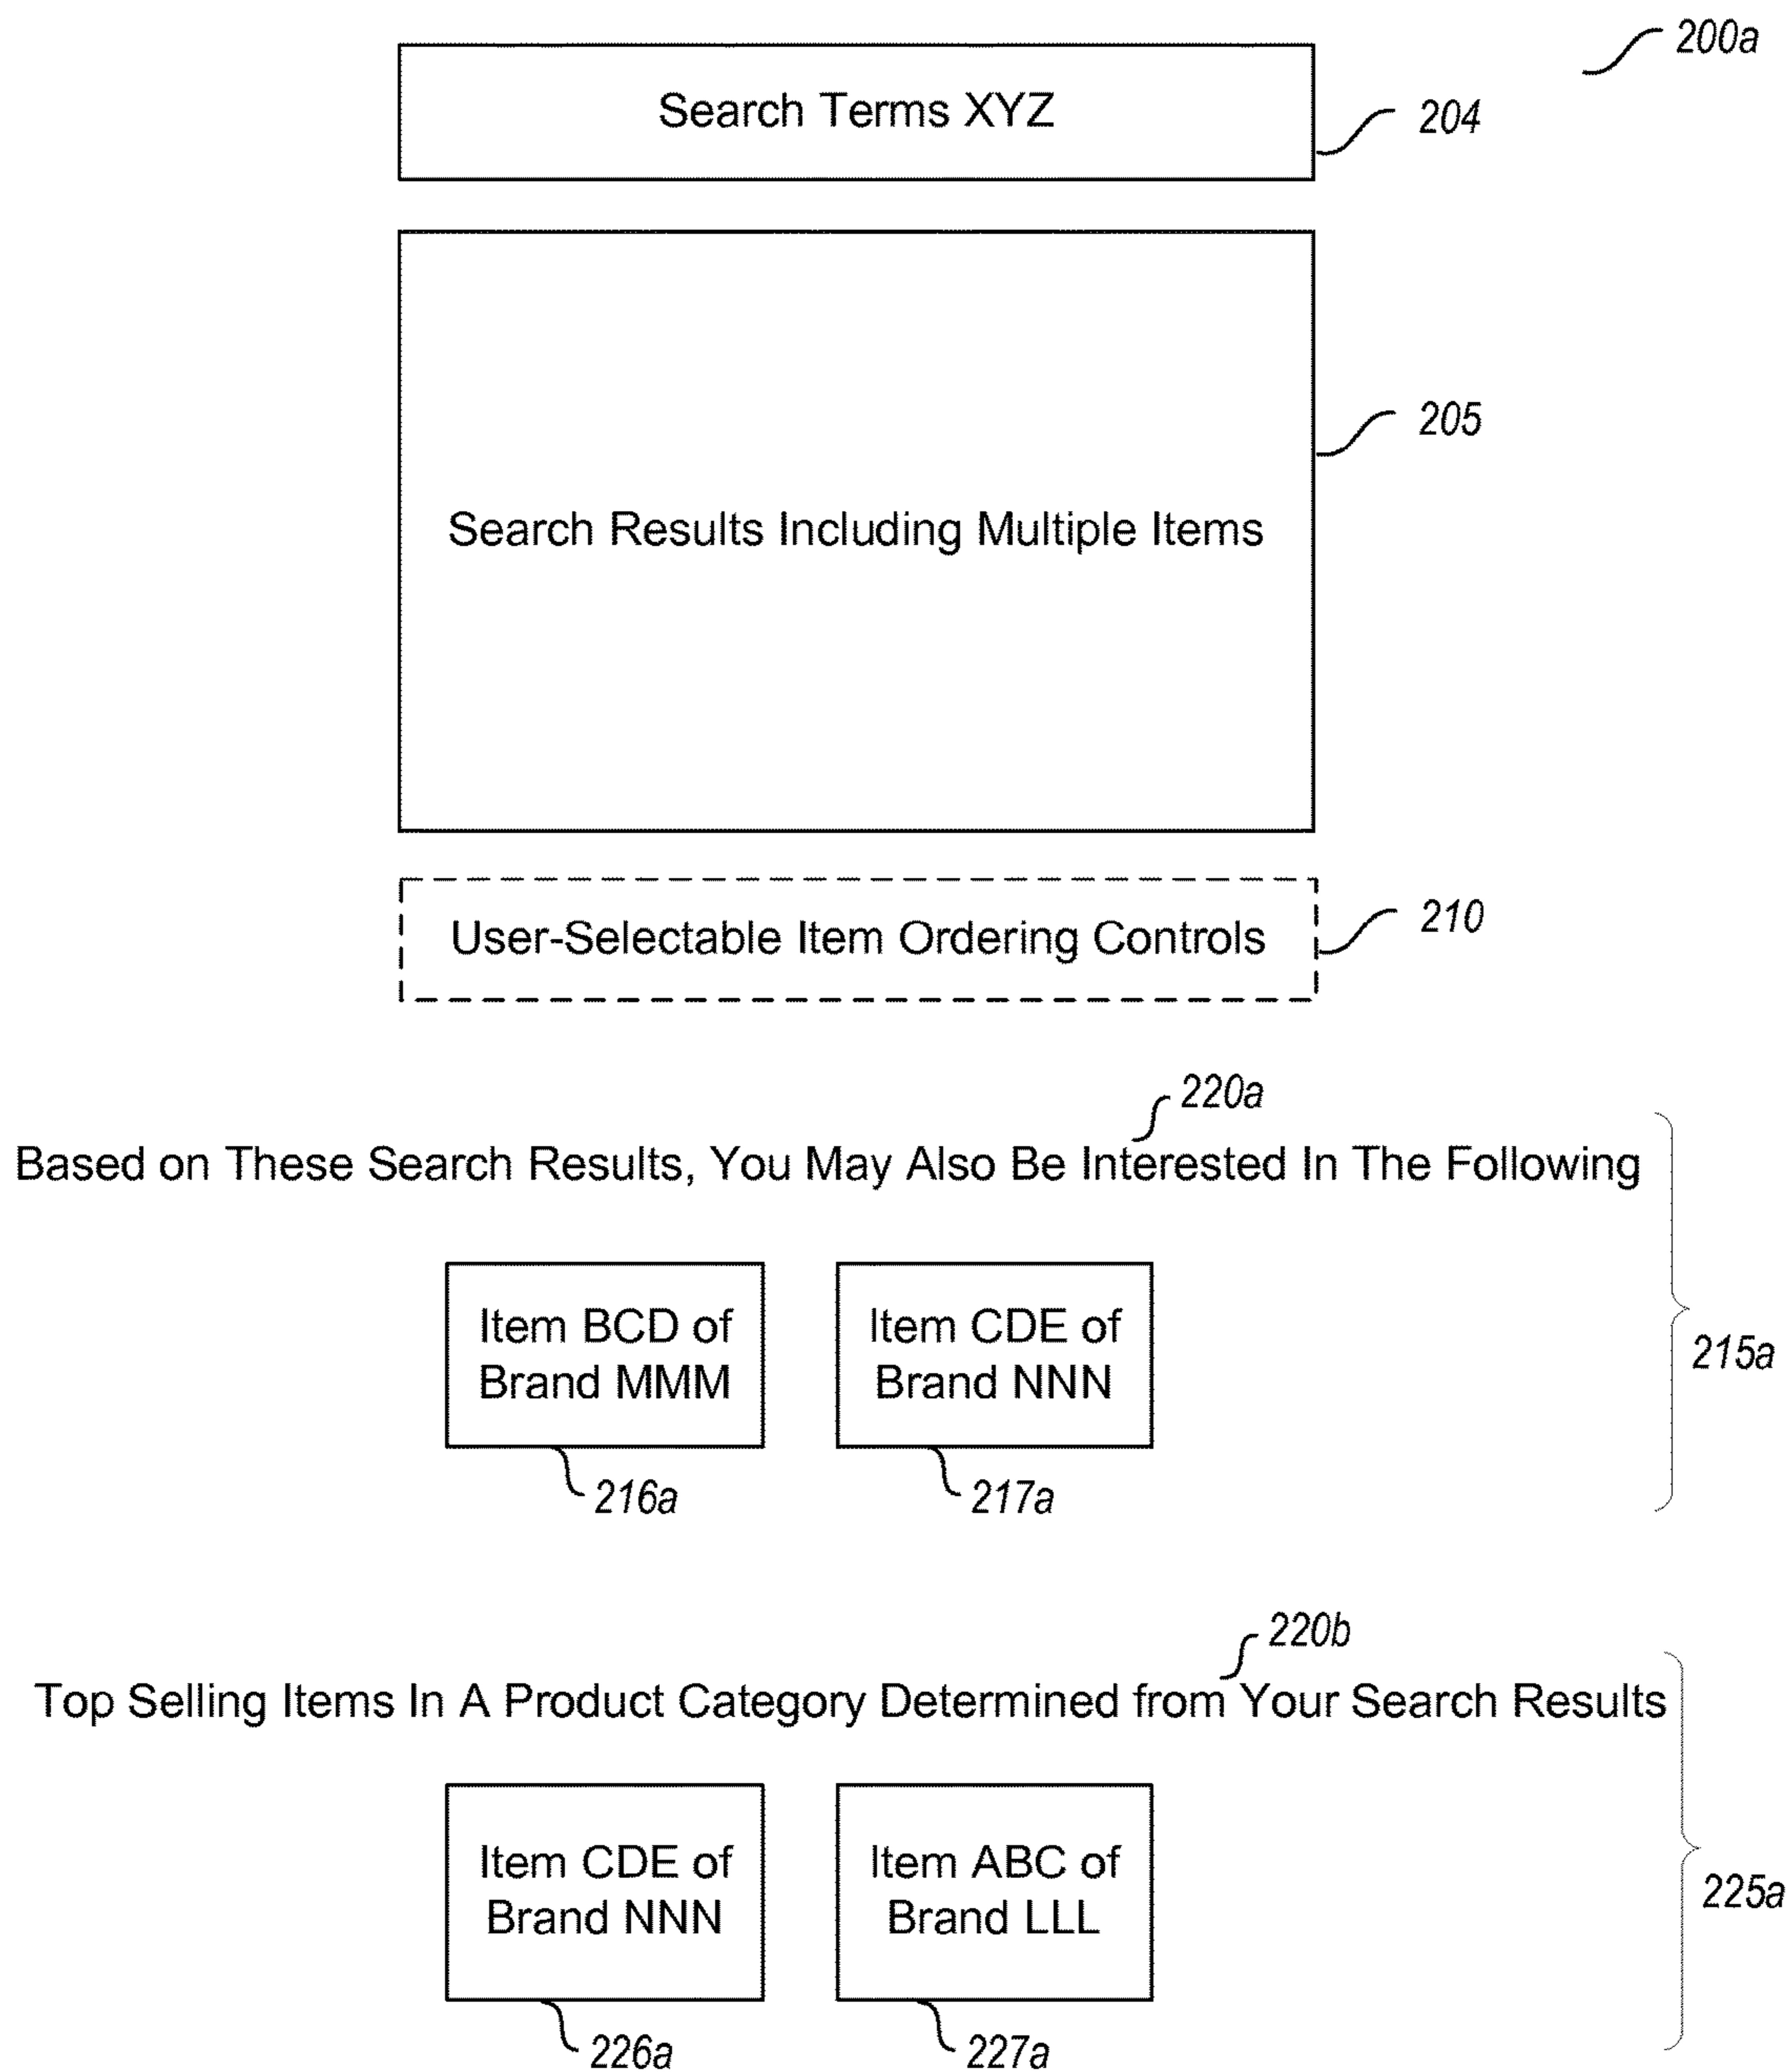 200a
Search Terms XYZ
204
205
Search Results Including Multiple Items
User-Selectable Item Ordering Controls
210
220a
Based on These Search Results, You May Also Be Interested In The Following
Item BCD of
Brand MMM
Item CDE of
Brand NNN
215a
216a
217a
220b
Top Selling Items In A Product Category Determined from Your Search Results
Item CDE of
Brand NNN
Item ABC of
Brand LLL
225a
226a
227a